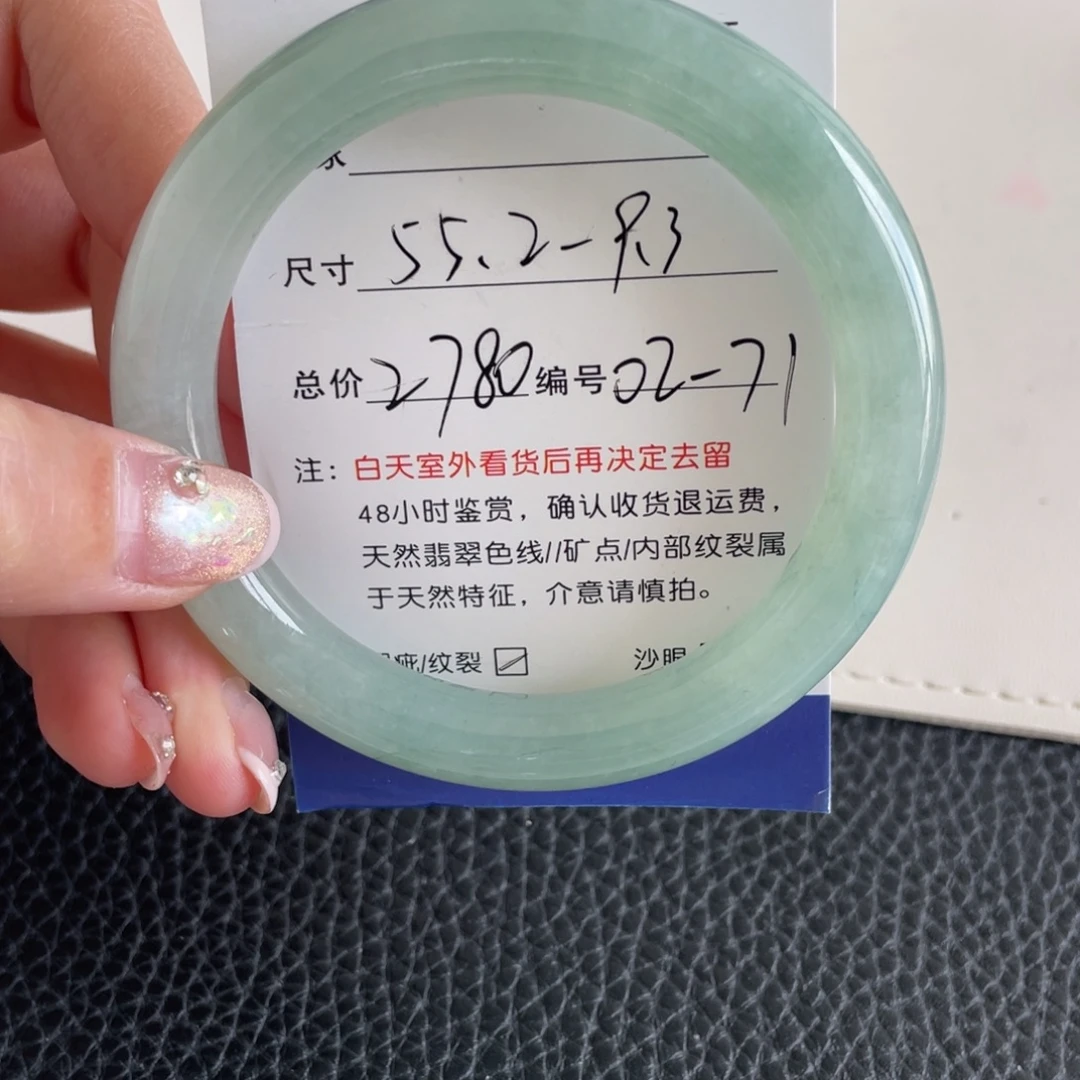 尺寸 55.2-9.3
总价 2780 编号 02-71
注：白天室外看货后再决定去留
48小时鉴赏，确认收货退运费，
天然翡翠色线//矿点/内部纹裂属
于天然特征，介意请慎拍。
疵/纹裂 沙眼